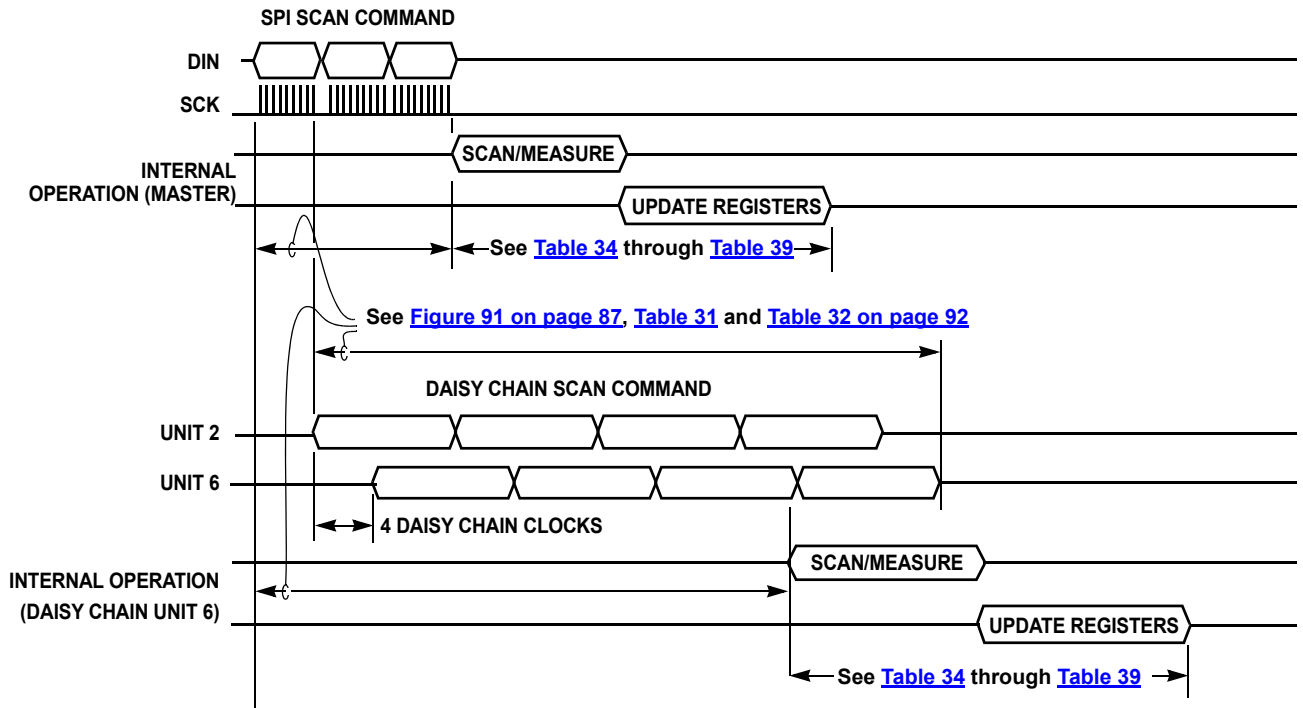 SPI SCAN COMMAND
DIN
SCK
SCAN/MEASURE
INTERNAL
OPERATION (MASTER)
UPDATE REGISTERS
See Table 34 through Table 39
See Figure 91 on page 87, Table 31 and Table 32 on page 92
DAISY CHAIN SCAN COMMAND
UNIT 2
UNIT 6
4 DAISY CHAIN CLOCKS
SCAN/MEASURE
INTERNAL OPERATION
(DAISY CHAIN UNIT 6)
UPDATE REGISTERS
See Table 34 through Table 39